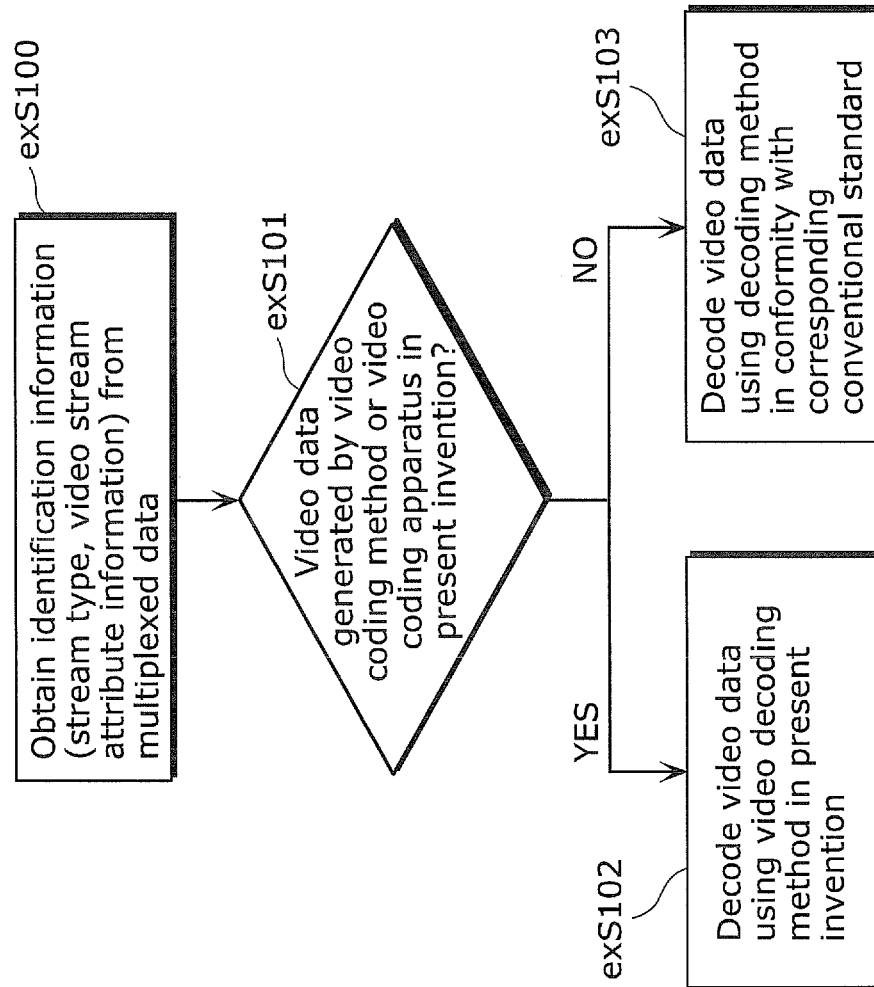 exS100
Obtain identification information
(stream type, video stream
attribute information) from
multiplexed data
exS101
Video data
generated by video
coding method or video
coding apparatus in
present invention?
YES
NO
exS102
Decode video data
using video decoding
method in present
invention
exS103
Decode video data
using decoding method
in conformity with
corresponding
conventional standard